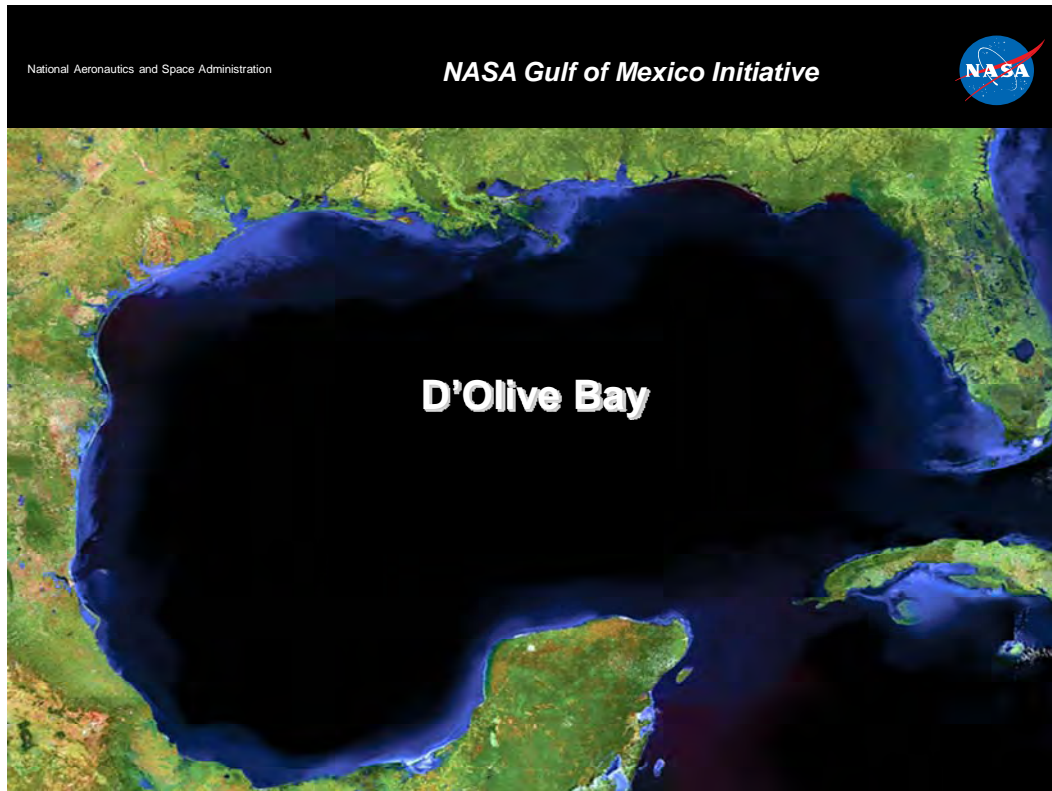 National Aeronautics and Space Administration
NASA Gulf of Mexico Initiative
NASA
D’Olive Bay